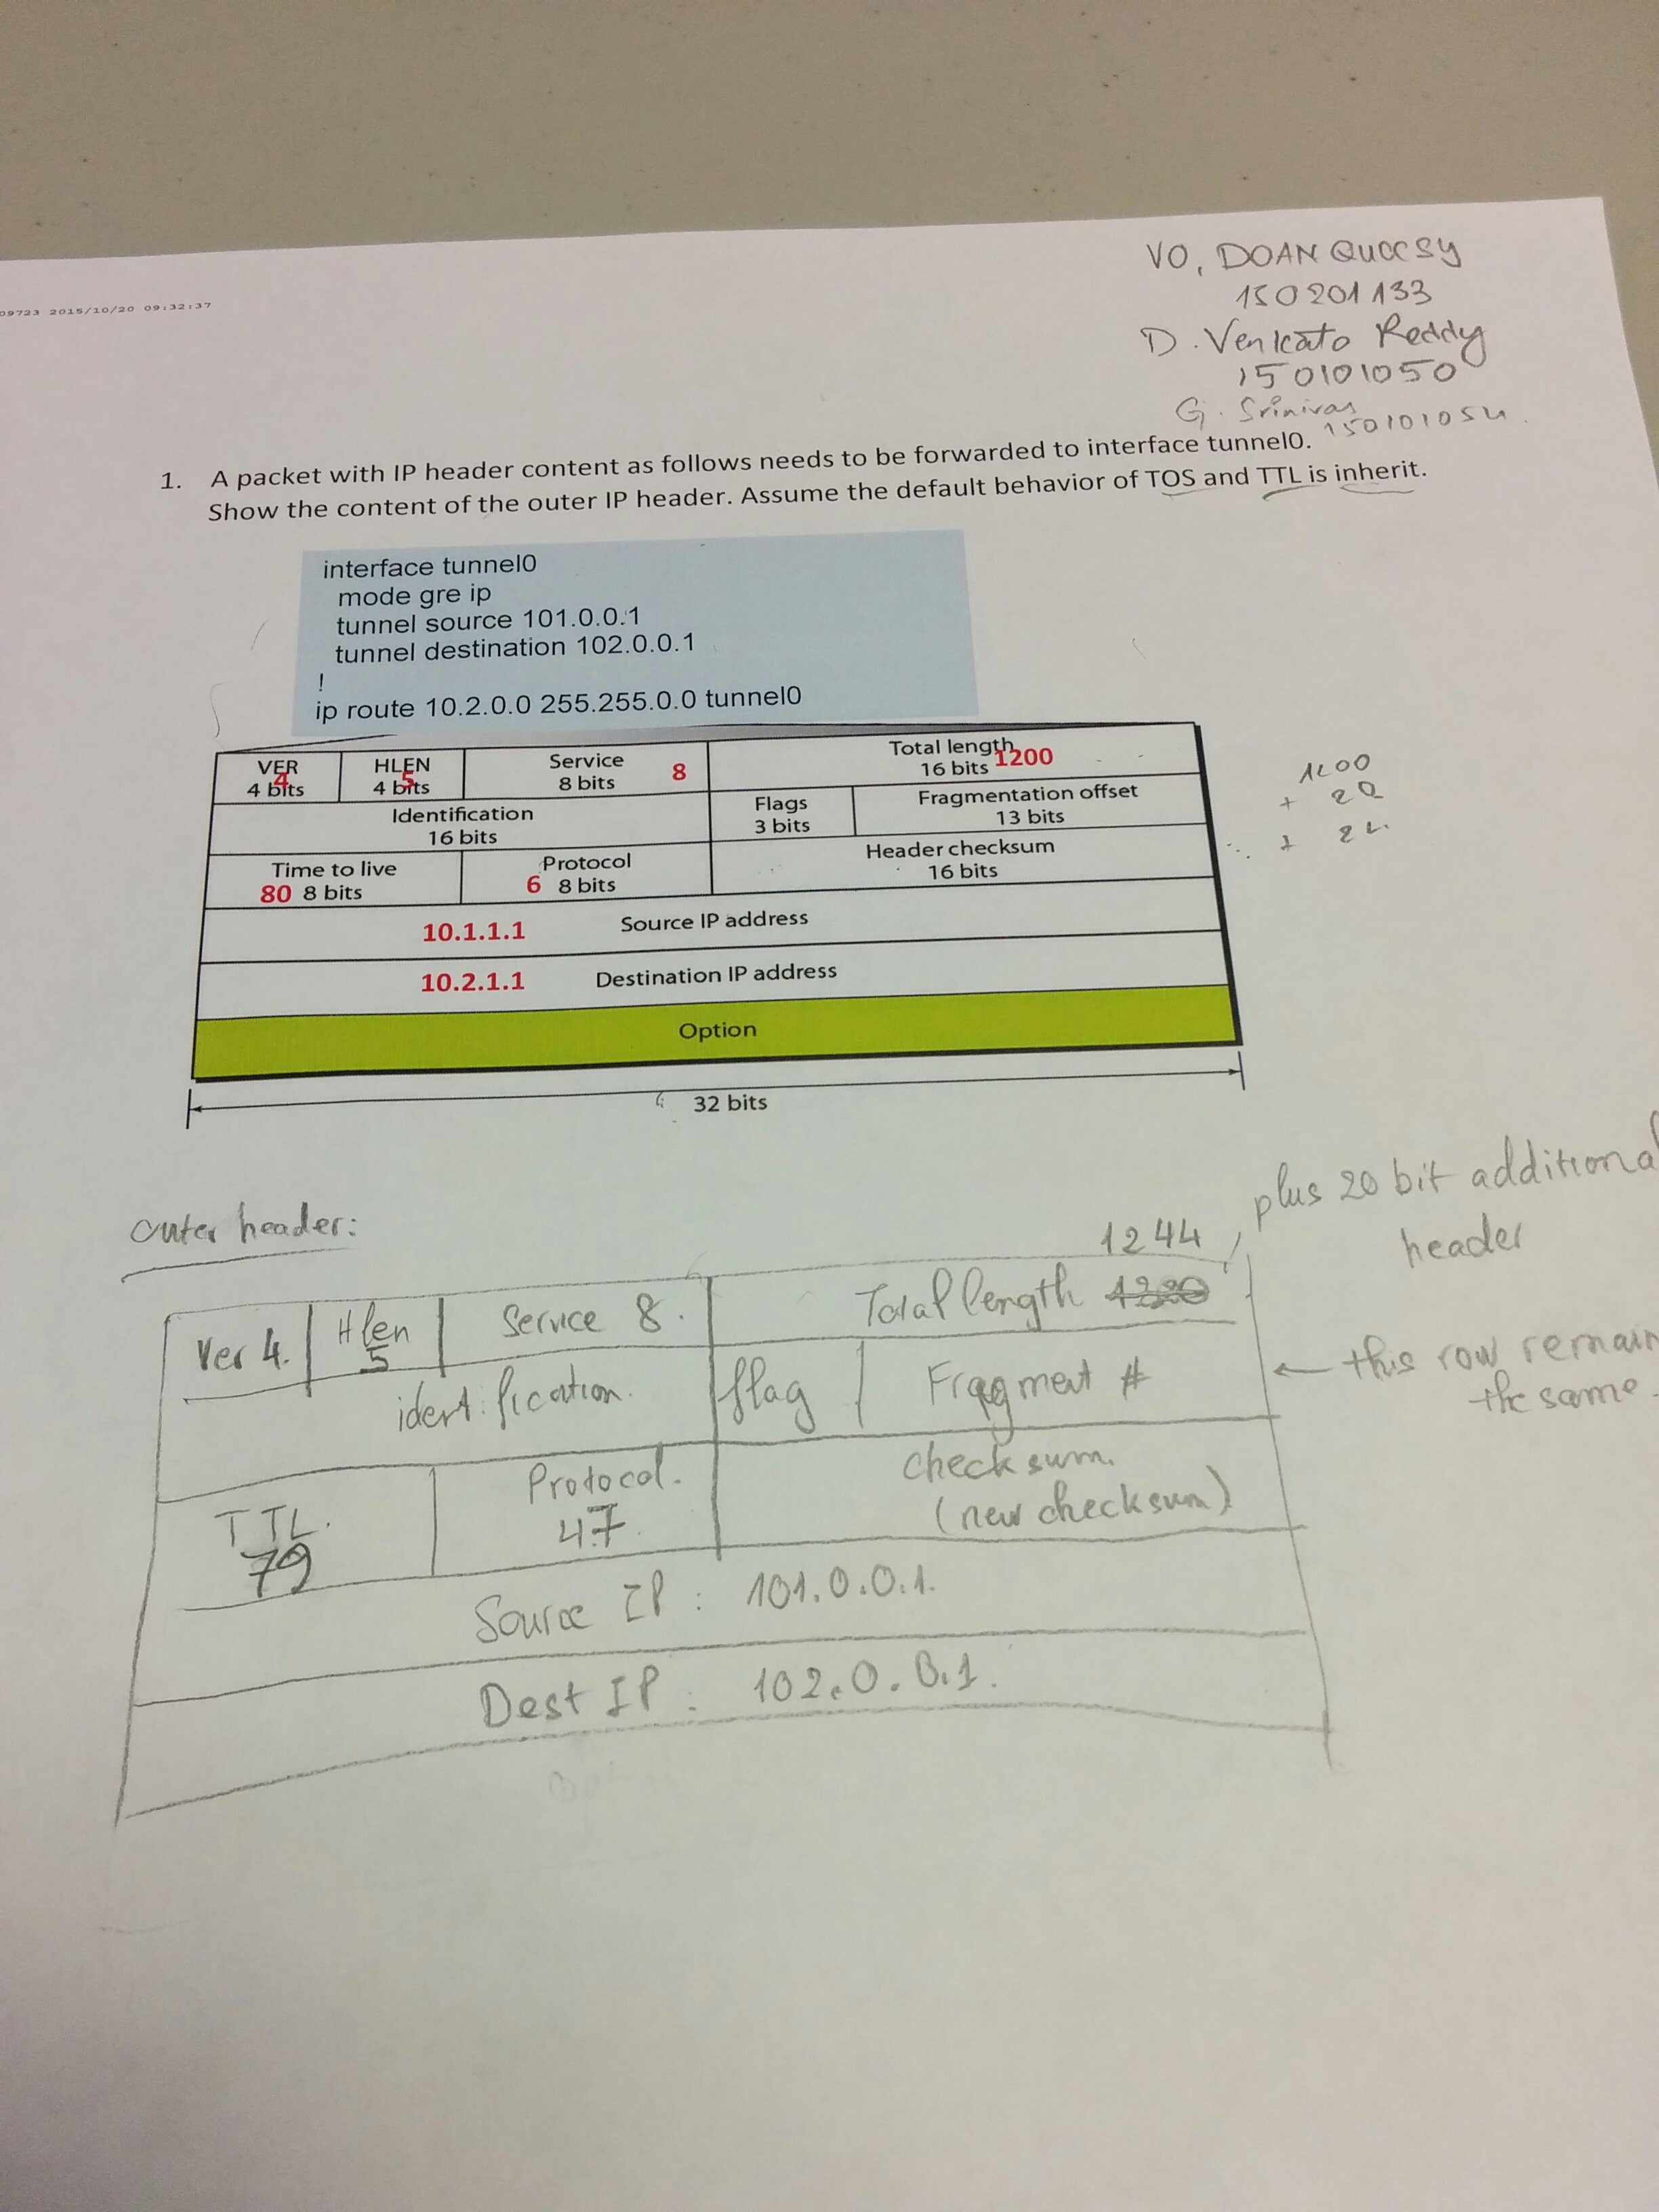 09723 2015/10/20 09:32:37
VO, DOAN QUOCSY
150201133
D. Venkato Reddy
150101050
G. Srinivas
150101054.
1. A packet with IP header content as follows needs to be forwarded to interface tunnel0.
Show the content of the outer IP header. Assume the default behavior of TOS and TTL is inherit.
interface tunnel0
mode gre ip
tunnel source 101.0.0.1
tunnel destination 102.0.0.1
!
ip route 10.2.0.0 255.255.0.0 tunnel0
VER 4 bits 4
HLEN 4 bits 5
Service 8 bits 8
Total length 16 bits 1200
1200
+ 20
+ 24
Identification 16 bits
Flags 3 bits
Fragmentation offset 13 bits
Time to live 80 8 bits
Protocol 6 8 bits
Header checksum 16 bits
10.1.1.1 Source IP address
10.2.1.1 Destination IP address
Option
32 bits
outer header:
1244, plus 20 bit additional
header
Ver 4. Hlen 5 Service 8. Total length 1220
identification. flag Fragment # ← this row remain
the same.
TTL. 79
Protocol. 47
checksum.
(new checksum)
Source IP : 101.0.0.1.
Dest IP : 102.0.0.1.